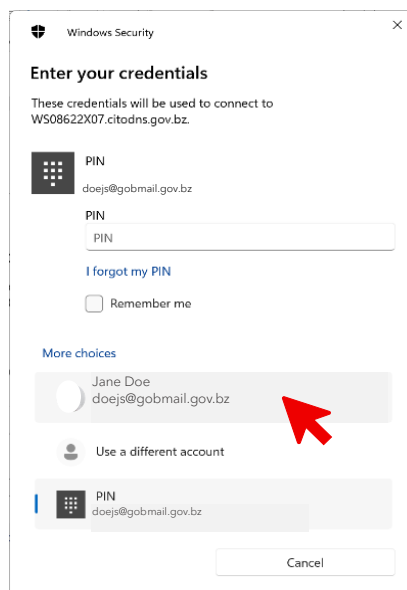 Windows Security
Enter your credentials
These credentials will be used to connect to
WS08622X07.citodns.gov.bz.
PIN
doejs@gobmail.gov.bz
PIN
PIN
I forgot my PIN
Remember me
More choices
Jane Doe
doejs@gobmail.gov.bz
Use a different account
PIN
doejs@gobmail.gov.bz
Cancel